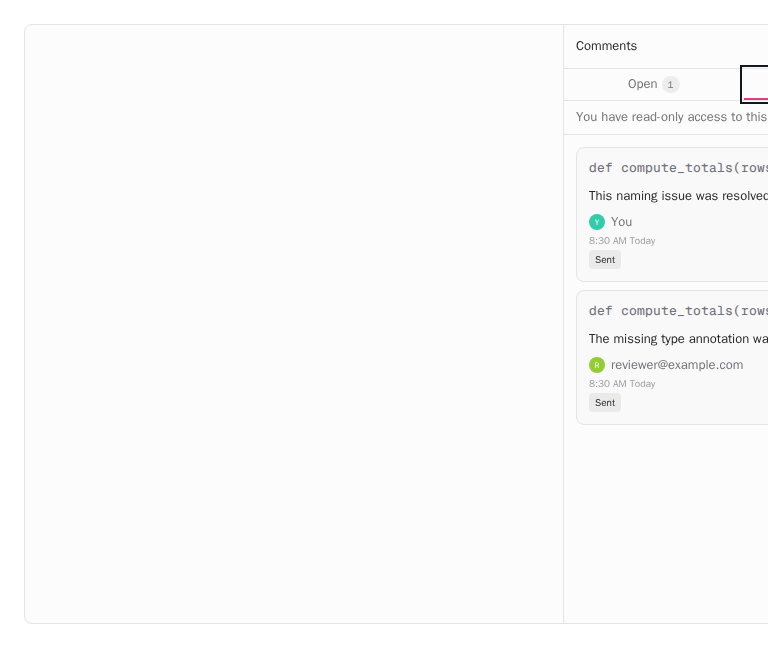 Comments
Open 1
You have read-only access to this
def compute_totals(rows
This naming issue was resolved
Y You
8:30 AM Today
Sent
def compute_totals(rows
The missing type annotation wa
R reviewer@example.com
8:30 AM Today
Sent